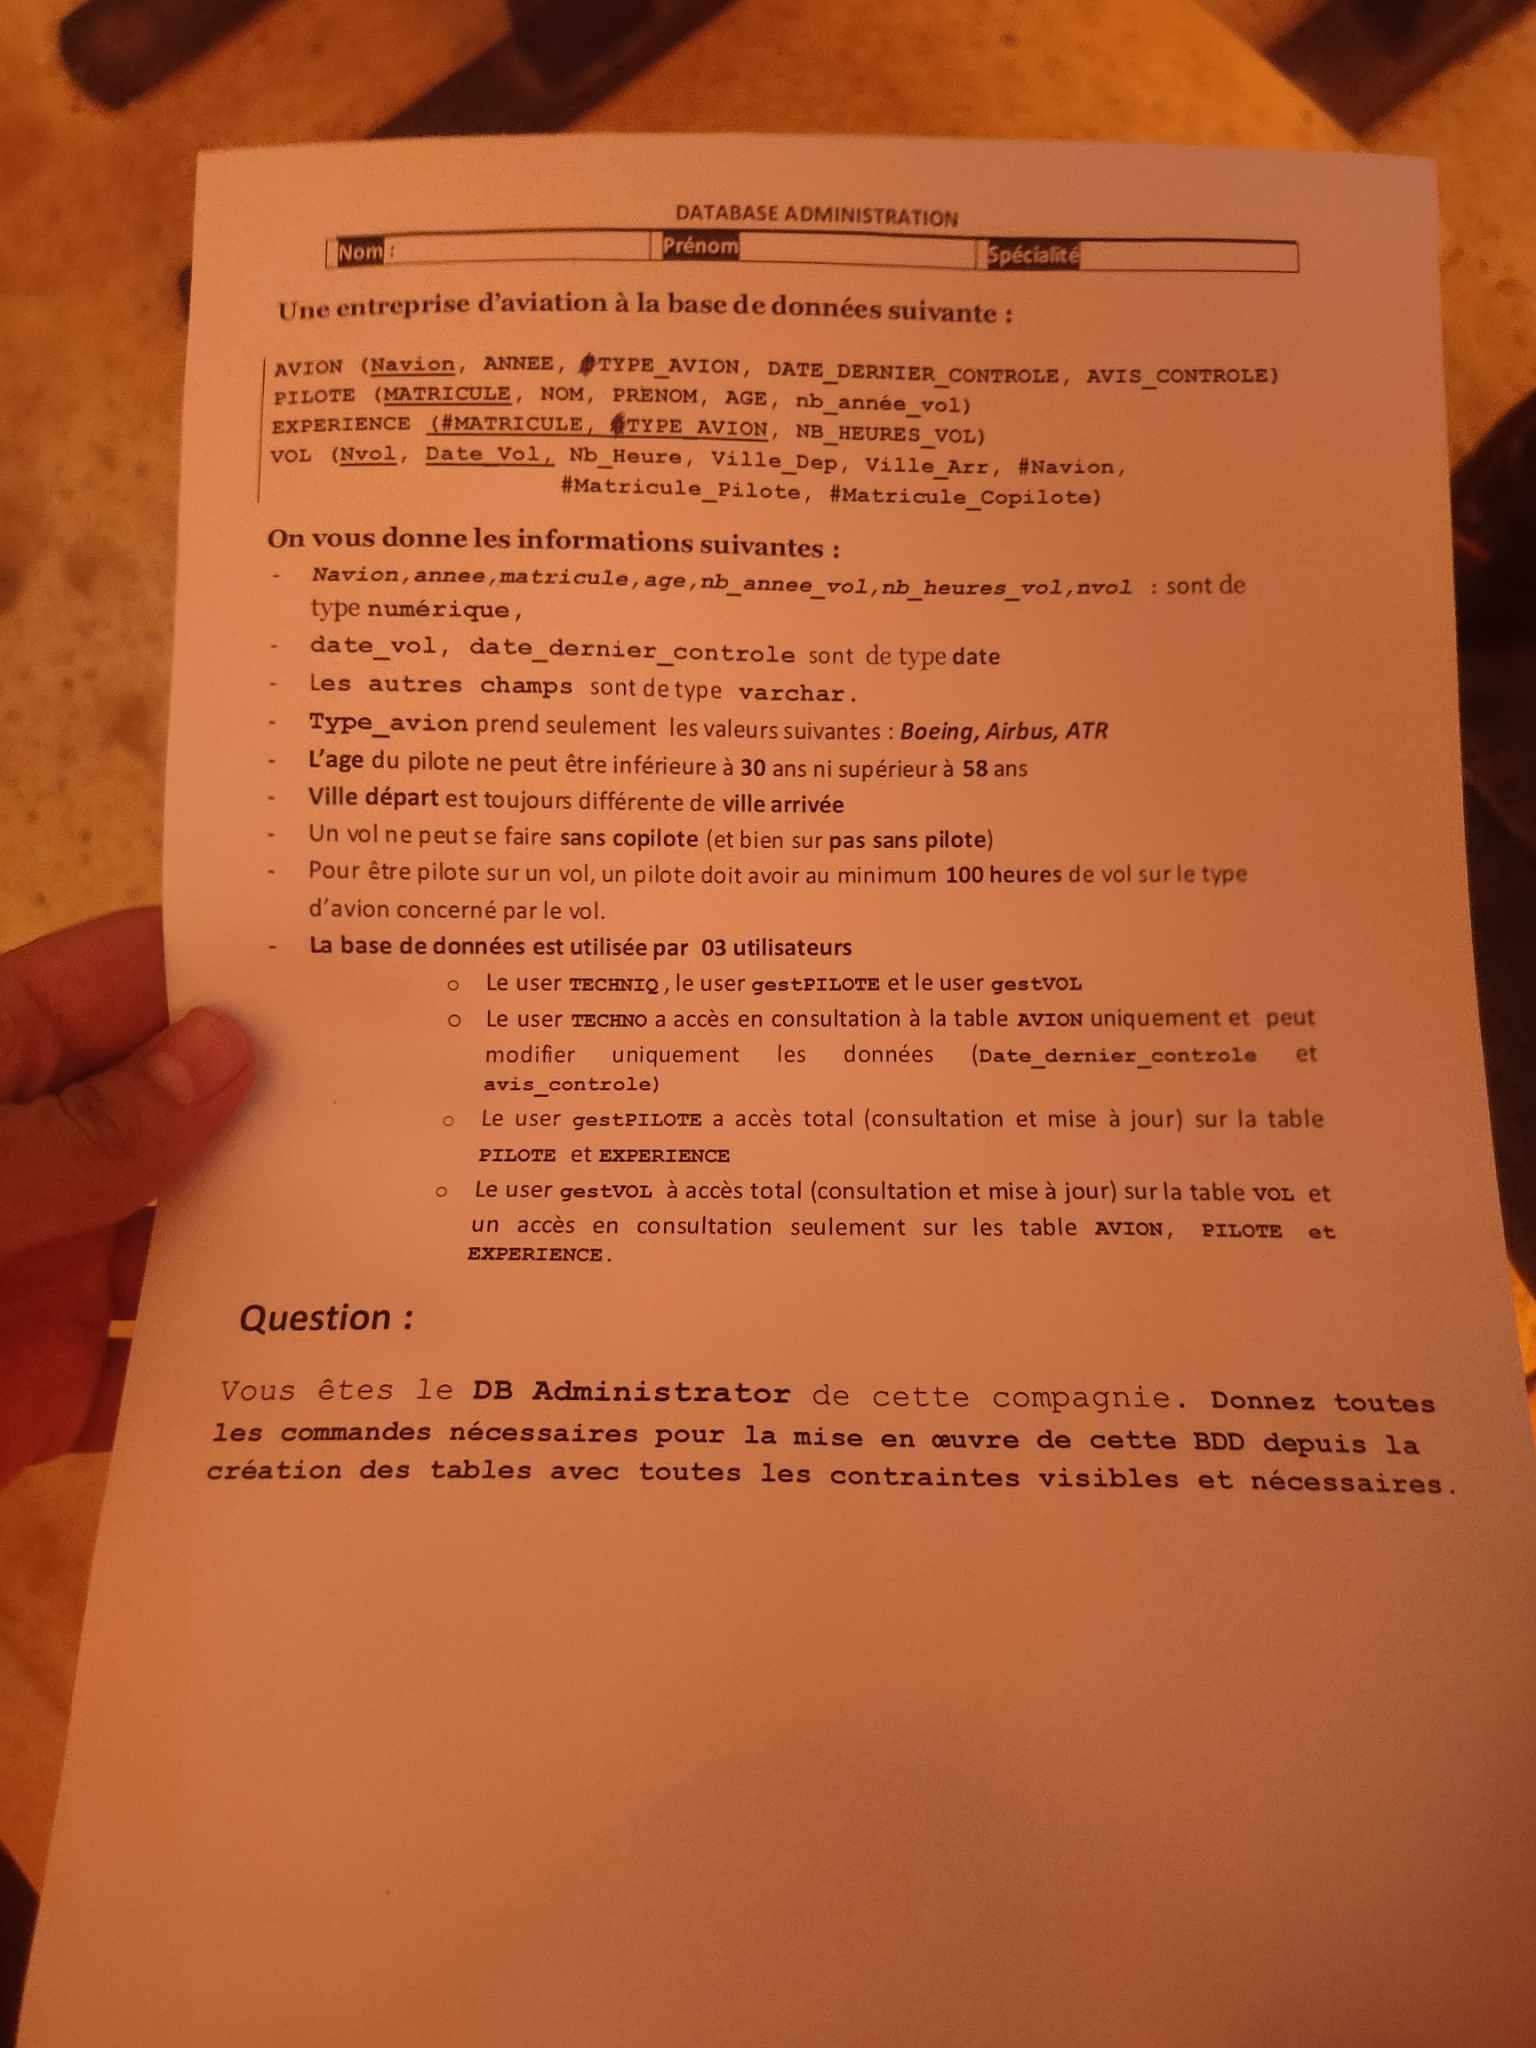 DATABASE ADMINISTRATION
Nom : Prénom Spécialité
Une entreprise d'aviation à la base de données suivante :
AVION (Navion, ANNEE, TYPE_AVION, DATE_DERNIER_CONTROLE, AVIS_CONTROLE)
PILOTE (MATRICULE, NOM, PRENOM, AGE, nb_année_vol)
EXPERIENCE (#MATRICULE, TYPE_AVION, NB_HEURES_VOL)
VOL (Nvol, Date_Vol, Nb_Heure, Ville_Dep, Ville_Arr, #Navion,
#Matricule_Pilote, #Matricule_Copilote)
On vous donne les informations suivantes :
- Navion,annee,matricule,age,nb_annee_vol,nb_heures_vol,nvol : sont de
type numérique,
- date_vol, date_dernier_controle sont de type date
- Les autres champs sont de type varchar.
- Type_avion prend seulement les valeurs suivantes : Boeing, Airbus, ATR
- L'age du pilote ne peut être inférieure à 30 ans ni supérieur à 58 ans
- Ville départ est toujours différente de ville arrivée
- Un vol ne peut se faire sans copilote (et bien sur pas sans pilote)
- Pour être pilote sur un vol, un pilote doit avoir au minimum 100 heures de vol sur le type
d'avion concerné par le vol.
- La base de données est utilisée par 03 utilisateurs
o Le user TECHNIQ , le user gestPILOTE et le user gestVOL
o Le user TECHNO a accès en consultation à la table AVION uniquement et peut
modifier uniquement les données (Date_dernier_controle et
avis_controle)
o Le user gestPILOTE a accès total (consultation et mise à jour) sur la table
PILOTE et EXPERIENCE
o Le user gestVOL à accès total (consultation et mise à jour) sur la table VOL et
un accès en consultation seulement sur les table AVION, PILOTE et
EXPERIENCE.
Question :
Vous êtes le DB Administrator de cette compagnie. Donnez toutes
les commandes nécessaires pour la mise en œuvre de cette BDD depuis la
création des tables avec toutes les contraintes visibles et nécessaires.